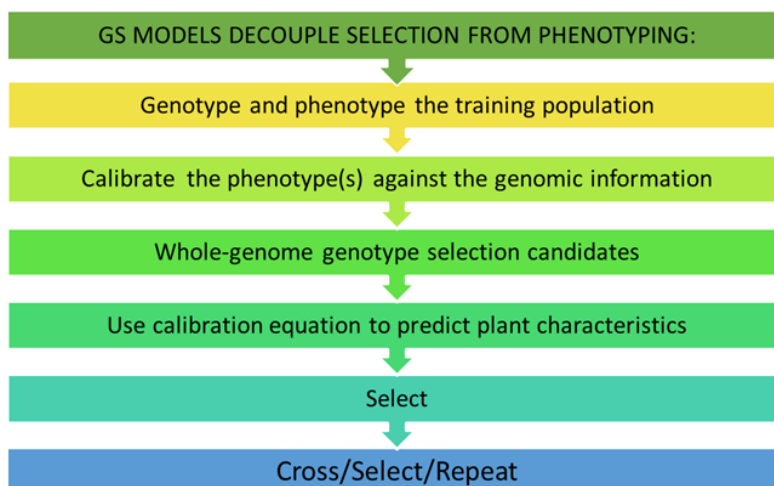 GS MODELS DECOUPLE SELECTION FROM PHENOTYPING:
Genotype and phenotype the training population
Calibrate the phenotype(s) against the genomic information
Whole-genome genotype selection candidates
Use calibration equation to predict plant characteristics
Select
Cross/Select/Repeat